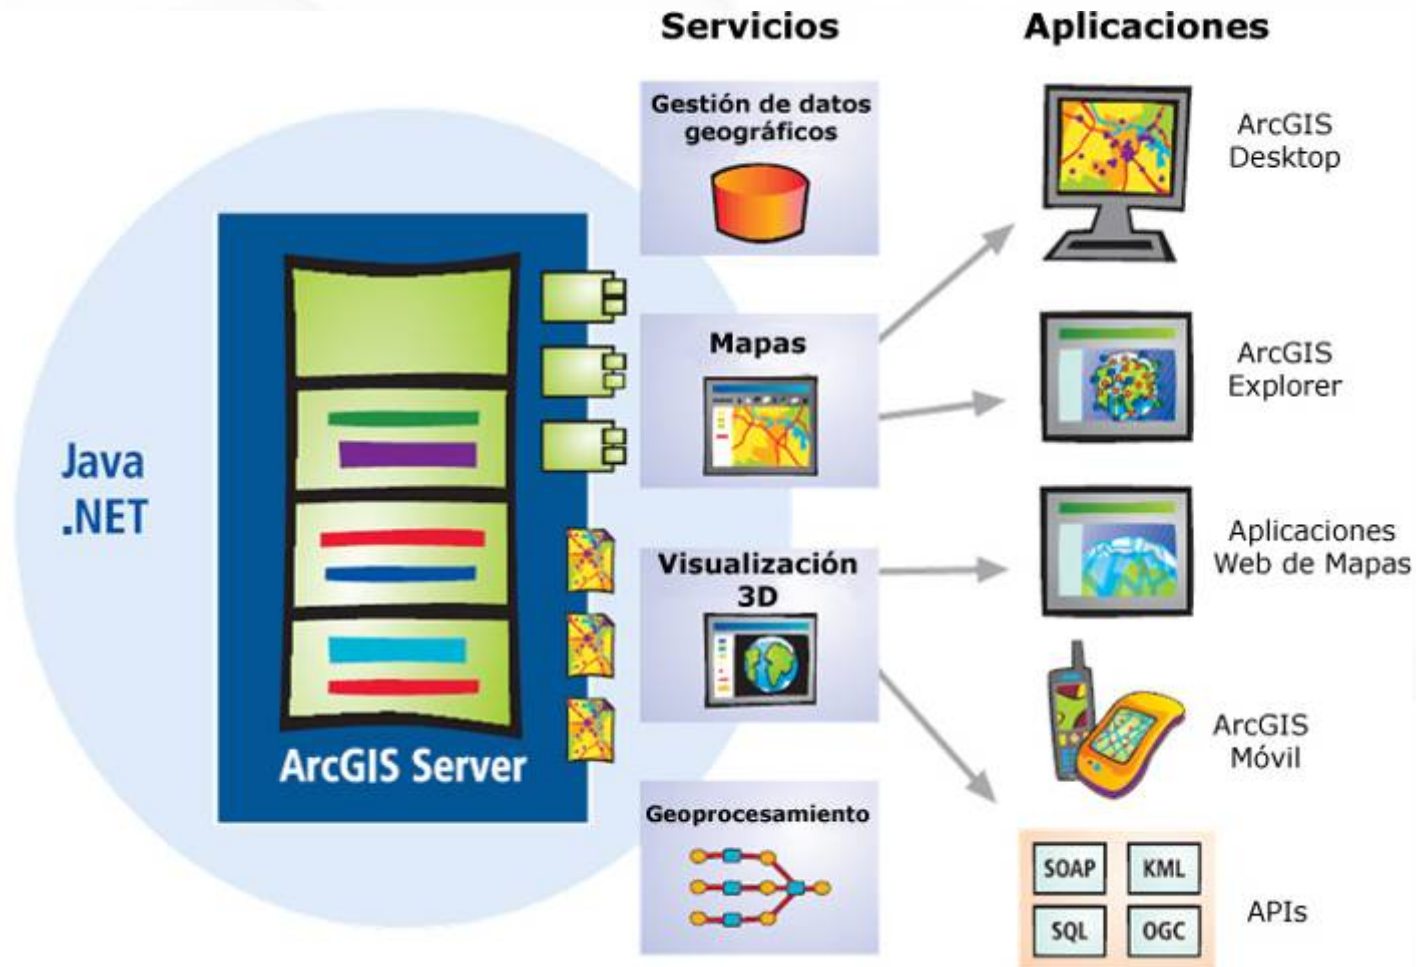 Servicios
Aplicaciones
Gestión de datos
geográficos
ArcGIS
Desktop
Mapas
ArcGIS
Explorer
Java
.NET
Visualización
3D
Aplicaciones
Web de Mapas
ArcGIS Server
ArcGIS
Móvil
Geoprocesamiento
SOAP
KML
SQL
OGC
APIs